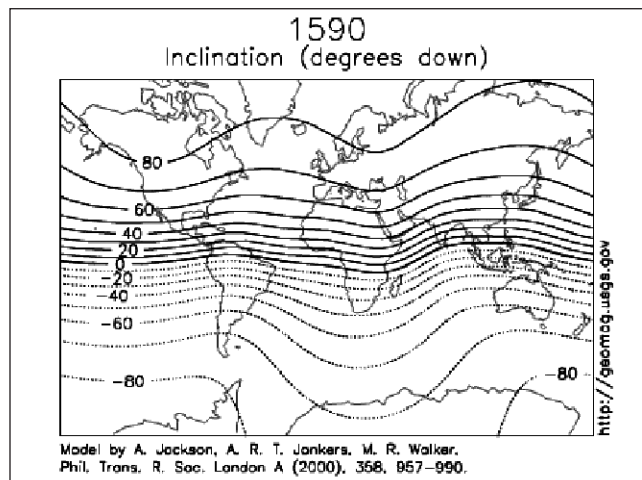 1590
Inclination (degrees down)
80
60
40
20
0
-20
-40
-60
-80
-80
http://geomag.usgs.gov
Model by A. Jackson, A. R. T. Jonkers, M. R. Walker,
Phil. Trans. R. Soc. London A (2000), 358, 957-990.